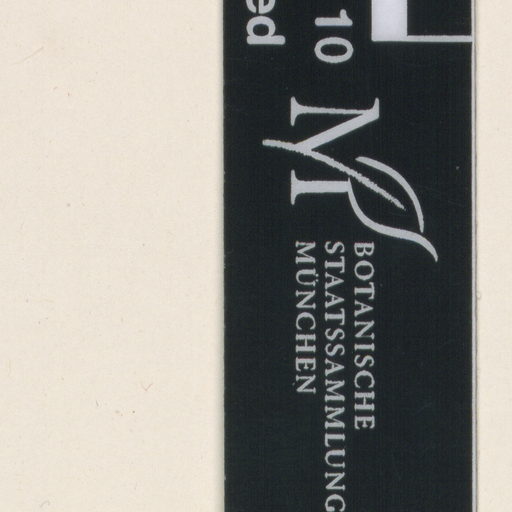 10
ed
M
BOTANISCHE
STAATSSAMMLUNG
MÜNCHEN